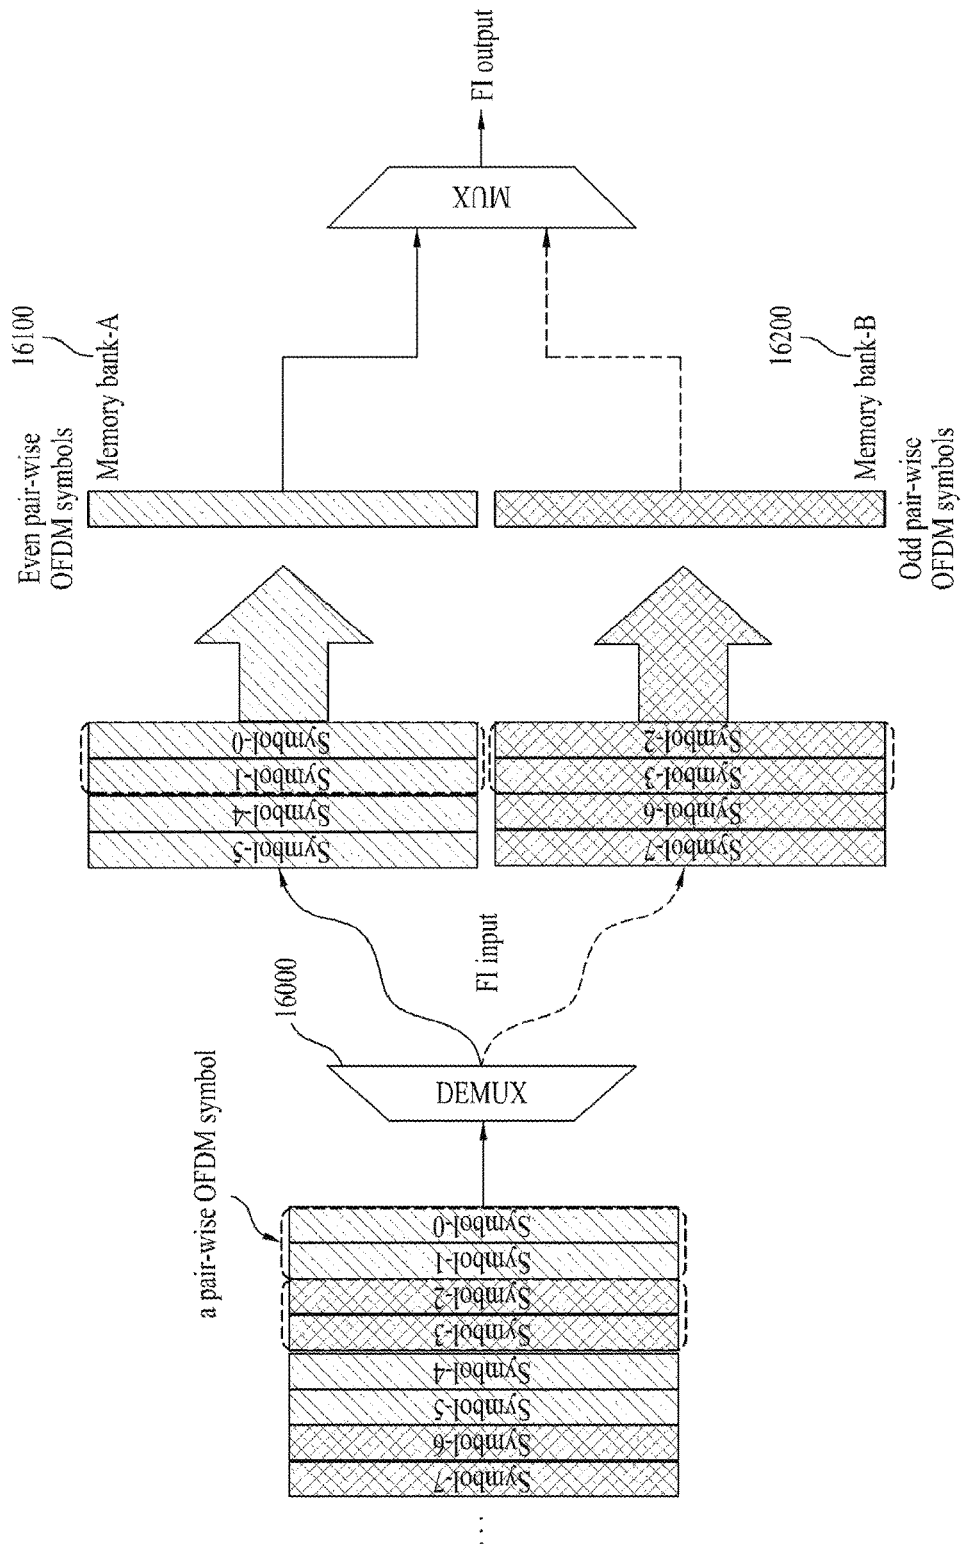 a pair-wise OFDM symbol
. . .
Symbol-7
Symbol-6
Symbol-5
Symbol-4
Symbol-3
Symbol-2
Symbol-1
Symbol-0
16000
DEMUX
FI input
Symbol-5
Symbol-4
Symbol-1
Symbol-0
Symbol-7
Symbol-6
Symbol-3
Symbol-2
Even pair-wise
OFDM symbols
16100
Memory bank-A
16200
Memory bank-B
Odd pair-wise
OFDM symbols
MUX
FI output